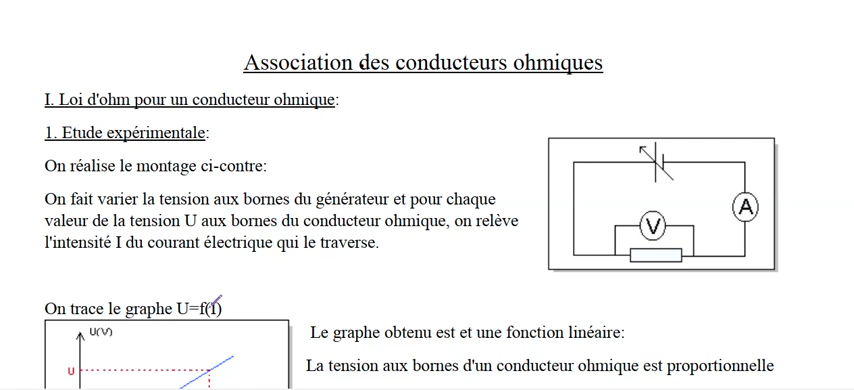 Association des conducteurs ohmiques
I. Loi d'ohm pour un conducteur ohmique:
1. Etude expérimentale:
On réalise le montage ci-contre:
On fait varier la tension aux bornes du générateur et pour chaque
valeur de la tension U aux bornes du conducteur ohmique, on relève
l'intensité I du courant électrique qui le traverse.
A
V
On trace le graphe U=f(I)
U(V)
U
Le graphe obtenu est et une fonction linéaire:
La tension aux bornes d'un conducteur ohmique est proportionnelle